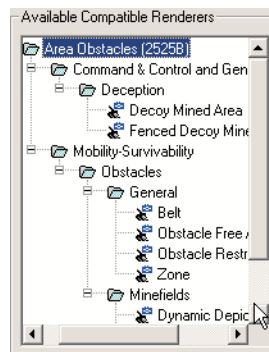 Available Compatible Renderers
Area Obstacles (2525B)
Command & Control and Gen
Deception
Decoy Mined Area
Fenced Decoy Mine
Mobility-Survivability
Obstacles
General
Belt
Obstacle Free
Obstacle Restr
Zone
Minefields
Dynamic Depic